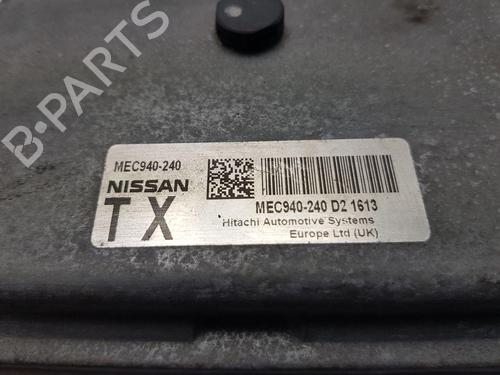 B-PARTS
MEC940-240
NISSAN
TX
MEC940-240 D2 1613
Hitachi Automotive Systems
Europe Ltd (UK)